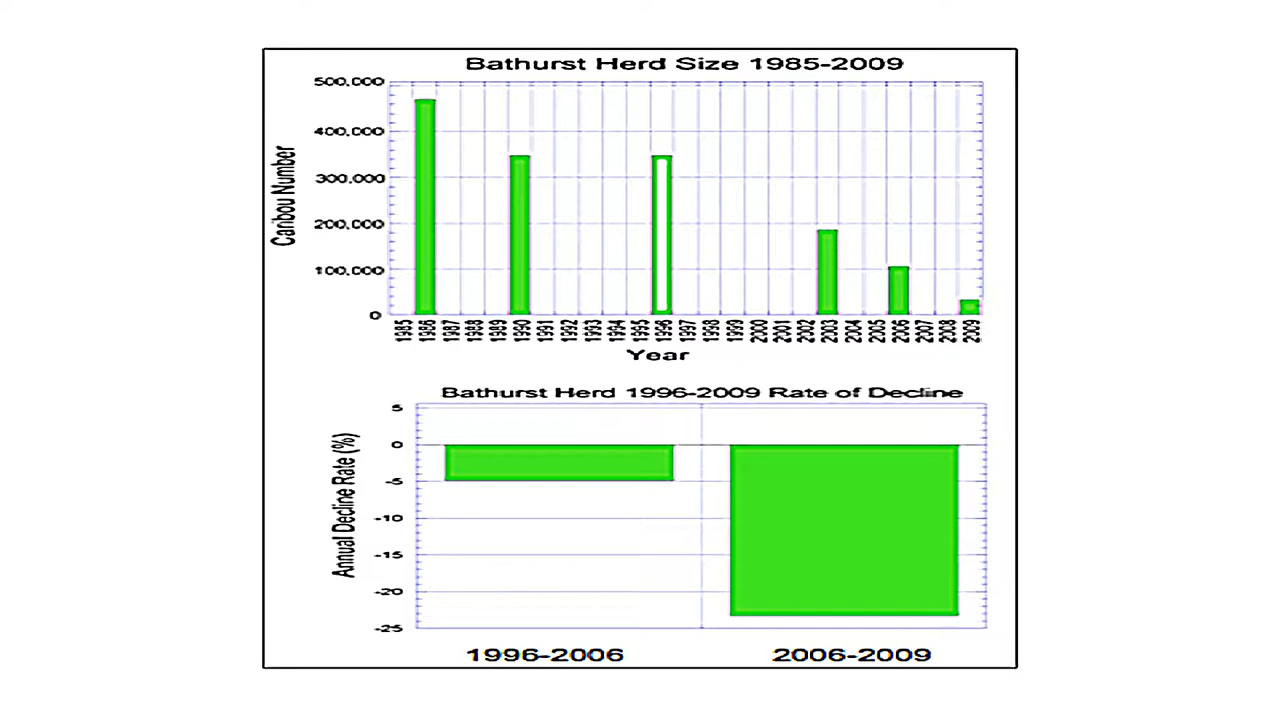 Bathurst Herd Size 1985-2009
Caribou Number
500,000
400,000
300,000
200,000
100,000
0
1985 1986 1987 1988 1989 1990 1991 1992 1993 1994 1995 1996 1997 1998 1999 2000 2001 2002 2003 2004 2005 2006 2007 2008 2009
Year
Bathurst Herd 1996-2009 Rate of Decline
Annual Decline Rate (%)
5
0
-5
-10
-15
-20
-25
1996-2006 2006-2009